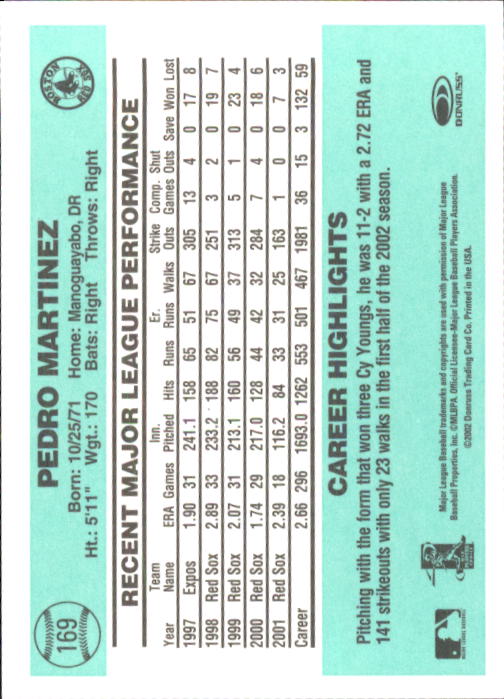 169
PEDRO MARTINEZ
Born: 10/25/71 Home: Manoguayabo, DR
Ht.: 5'11" Wgt.: 170 Bats: Right Throws: Right
BOSTON
RED SOX
RECENT MAJOR LEAGUE PERFORMANCE
Team Inn. Er. Strike Comp. Shut
Year Name ERA Games Pitched Hits Runs Runs Walks Outs Games Outs Save Won Lost
1997 Expos 1.90 31 241.1 158 65 51 67 305 13 4 0 17 8
1998 Red Sox 2.89 33 233.2 188 82 75 67 251 3 2 0 19 7
1999 Red Sox 2.07 31 213.1 160 56 49 37 313 5 1 0 23 4
2000 Red Sox 1.74 29 217.0 128 44 42 32 284 7 4 0 18 6
2001 Red Sox 2.39 18 116.2 84 33 31 25 163 1 0 0 7 3
Career 2.66 296 1693.0 1262 553 501 467 1981 36 15 3 132 59
CAREER HIGHLIGHTS
Pitching with the form that won three Cy Youngs, he was 11-2 with a 2.72 ERA and
141 strikeouts with only 23 walks in the first half of the 2002 season.
MAJOR LEAGUE BASEBALL
Major League Baseball trademarks and copyrights are used with permission of Major League
Baseball Properties, Inc. ©MLBPA. Official Licensee-Major League Baseball Players Association.
©2002 Donruss Trading Card Co. Printed in the USA.
DONRUSS